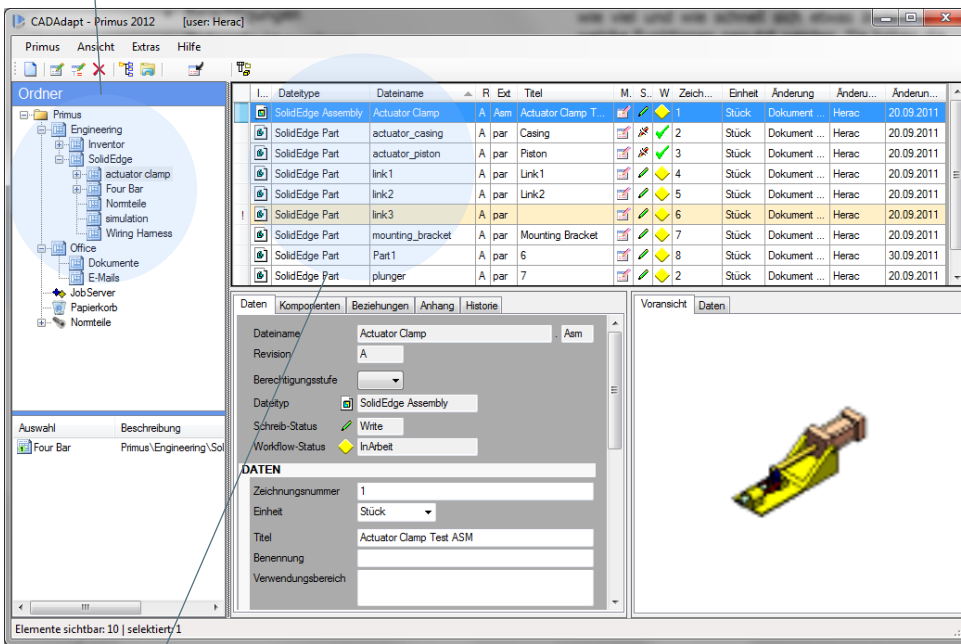 CADAdapt - Primus 2012 [user: Herac]
Primus Ansicht Extras Hilfe
Ordner
Primus
Engineering
Inventor
SolidEdge
actuator clamp
Four Bar
Normteile
simulation
Wiring Harness
Office
Dokumente
E-Mails
JobServer
Papierkorb
Normteile
Auswahl Beschreibung
Four Bar Primus\Engineering\Sol
I... Dateitype Dateiname R Ext Titel M. S.. W Zeich... Einheit Änderung Änderu... Änderun...
SolidEdge Assembly Actuator Clamp A Asm Actuator Clamp T... 1 Stück Dokument ... Herac 20.09.2011
SolidEdge Part actuator_casing A par Casing 2 Stück Dokument ... Herac 20.09.2011
SolidEdge Part actuator_piston A par Piston 3 Stück Dokument ... Herac 20.09.2011
SolidEdge Part link1 A par Link1 4 Stück Dokument ... Herac 20.09.2011
SolidEdge Part link2 A par Link2 5 Stück Dokument ... Herac 20.09.2011
! SolidEdge Part link3 A par 6 Stück Dokument ... Herac 20.09.2011
SolidEdge Part mounting_bracket A par Mounting Bracket 7 Stück Dokument ... Herac 20.09.2011
SolidEdge Part Part1 A par 6 8 Stück Dokument ... Herac 30.09.2011
SolidEdge Part plunger A par 7 2 Stück Dokument ... Herac 20.09.2011
Daten Komponenten Beziehungen Anhang Historie
Dateiname Actuator Clamp . Asm
Revision A
Berechtigungsstufe
Dateityp SolidEdge Assembly
Schreib-Status Write
Workflow-Status InArbeit
DATEN
Zeichnungsnummer 1
Einheit Stück
Titel Actuator Clamp Test ASM
Benennung
Verwendungsbereich
Voransicht Daten
Elemente sichtbar: 10 | selektiert: 1